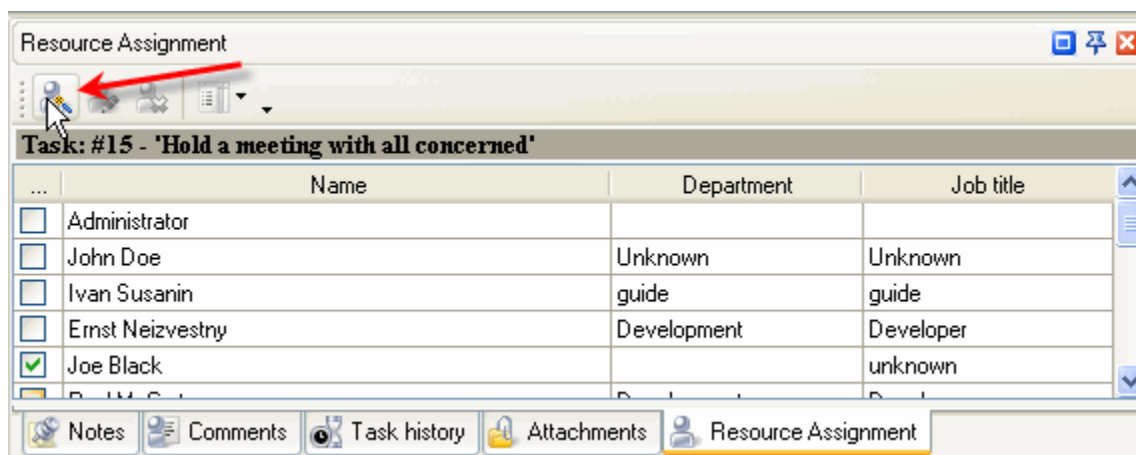 Resource Assignment
Task: #15 - 'Hold a meeting with all concerned'
... Name Department Job title
Administrator
John Doe Unknown Unknown
Ivan Susanin guide guide
Ernst Neizvestny Development Developer
Joe Black unknown
Notes Comments Task history Attachments Resource Assignment